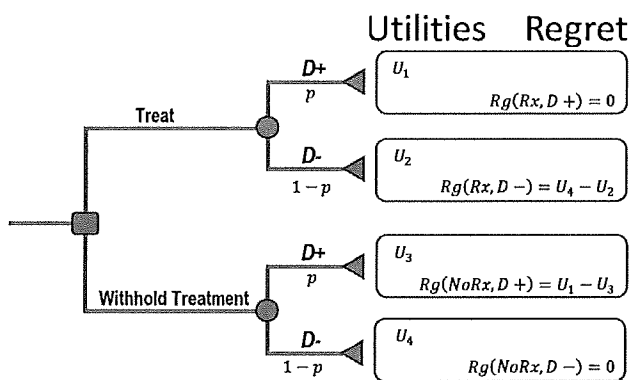 Utilities Regret
D+
p
U₁
Rg(Rx, D +) = 0
Treat
D-
1 − p
U₂
Rg(Rx, D −) = U₄ − U₂
D+
p
U₃
Rg(NoRx, D +) = U₁ − U₃
Withhold Treatment
D-
1 − p
U₄
Rg(NoRx, D −) = 0